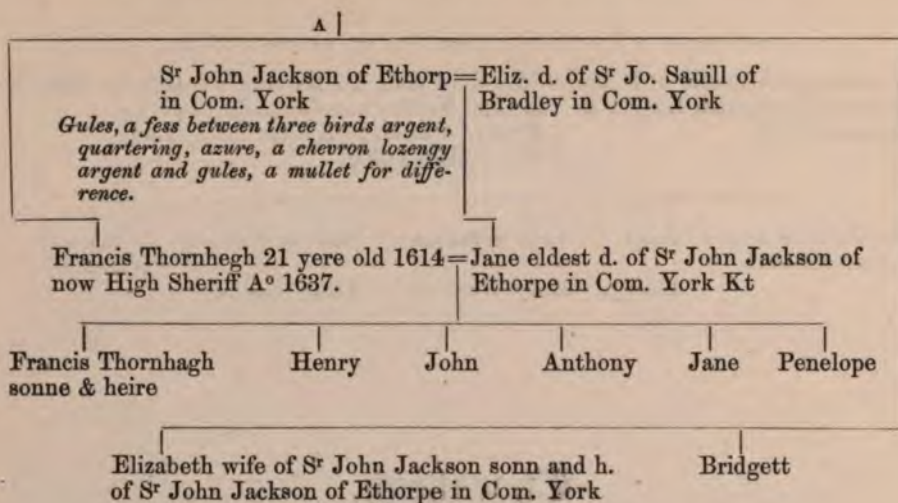 A
Sʳ John Jackson of Ethorp=Eliz. d. of Sʳ Jo. Sauill of
in Com. York Bradley in Com. York
Gules, a fess between three birds argent,
quartering, azure, a chevron lozengy
argent and gules, a mullet for diffe-
rence.
Francis Thornhegh 21 yere old 1614=Jane eldest d. of Sʳ John Jackson of
now High Sheriff Aº 1637. Ethorpe in Com. York Kt
Francis Thornhagh Henry John Anthony Jane Penelope
sonne & heire
Elizabeth wife of Sʳ John Jackson sonn and h. Bridgett
of Sʳ John Jackson of Ethorpe in Com. York